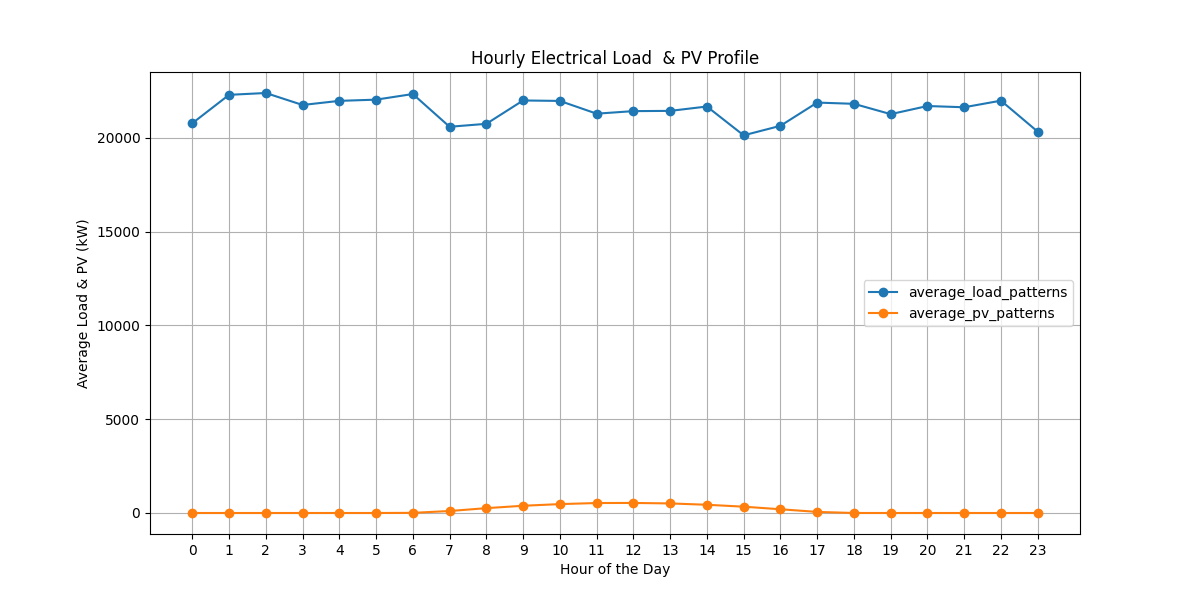 Hourly Electrical Load  & PV Profile
Average Load & PV (kW)
20000
15000
10000
5000
0
average_load_patterns
average_pv_patterns
0 1 2 3 4 5 6 7 8 9 10 11 12 13 14 15 16 17 18 19 20 21 22 23
Hour of the Day